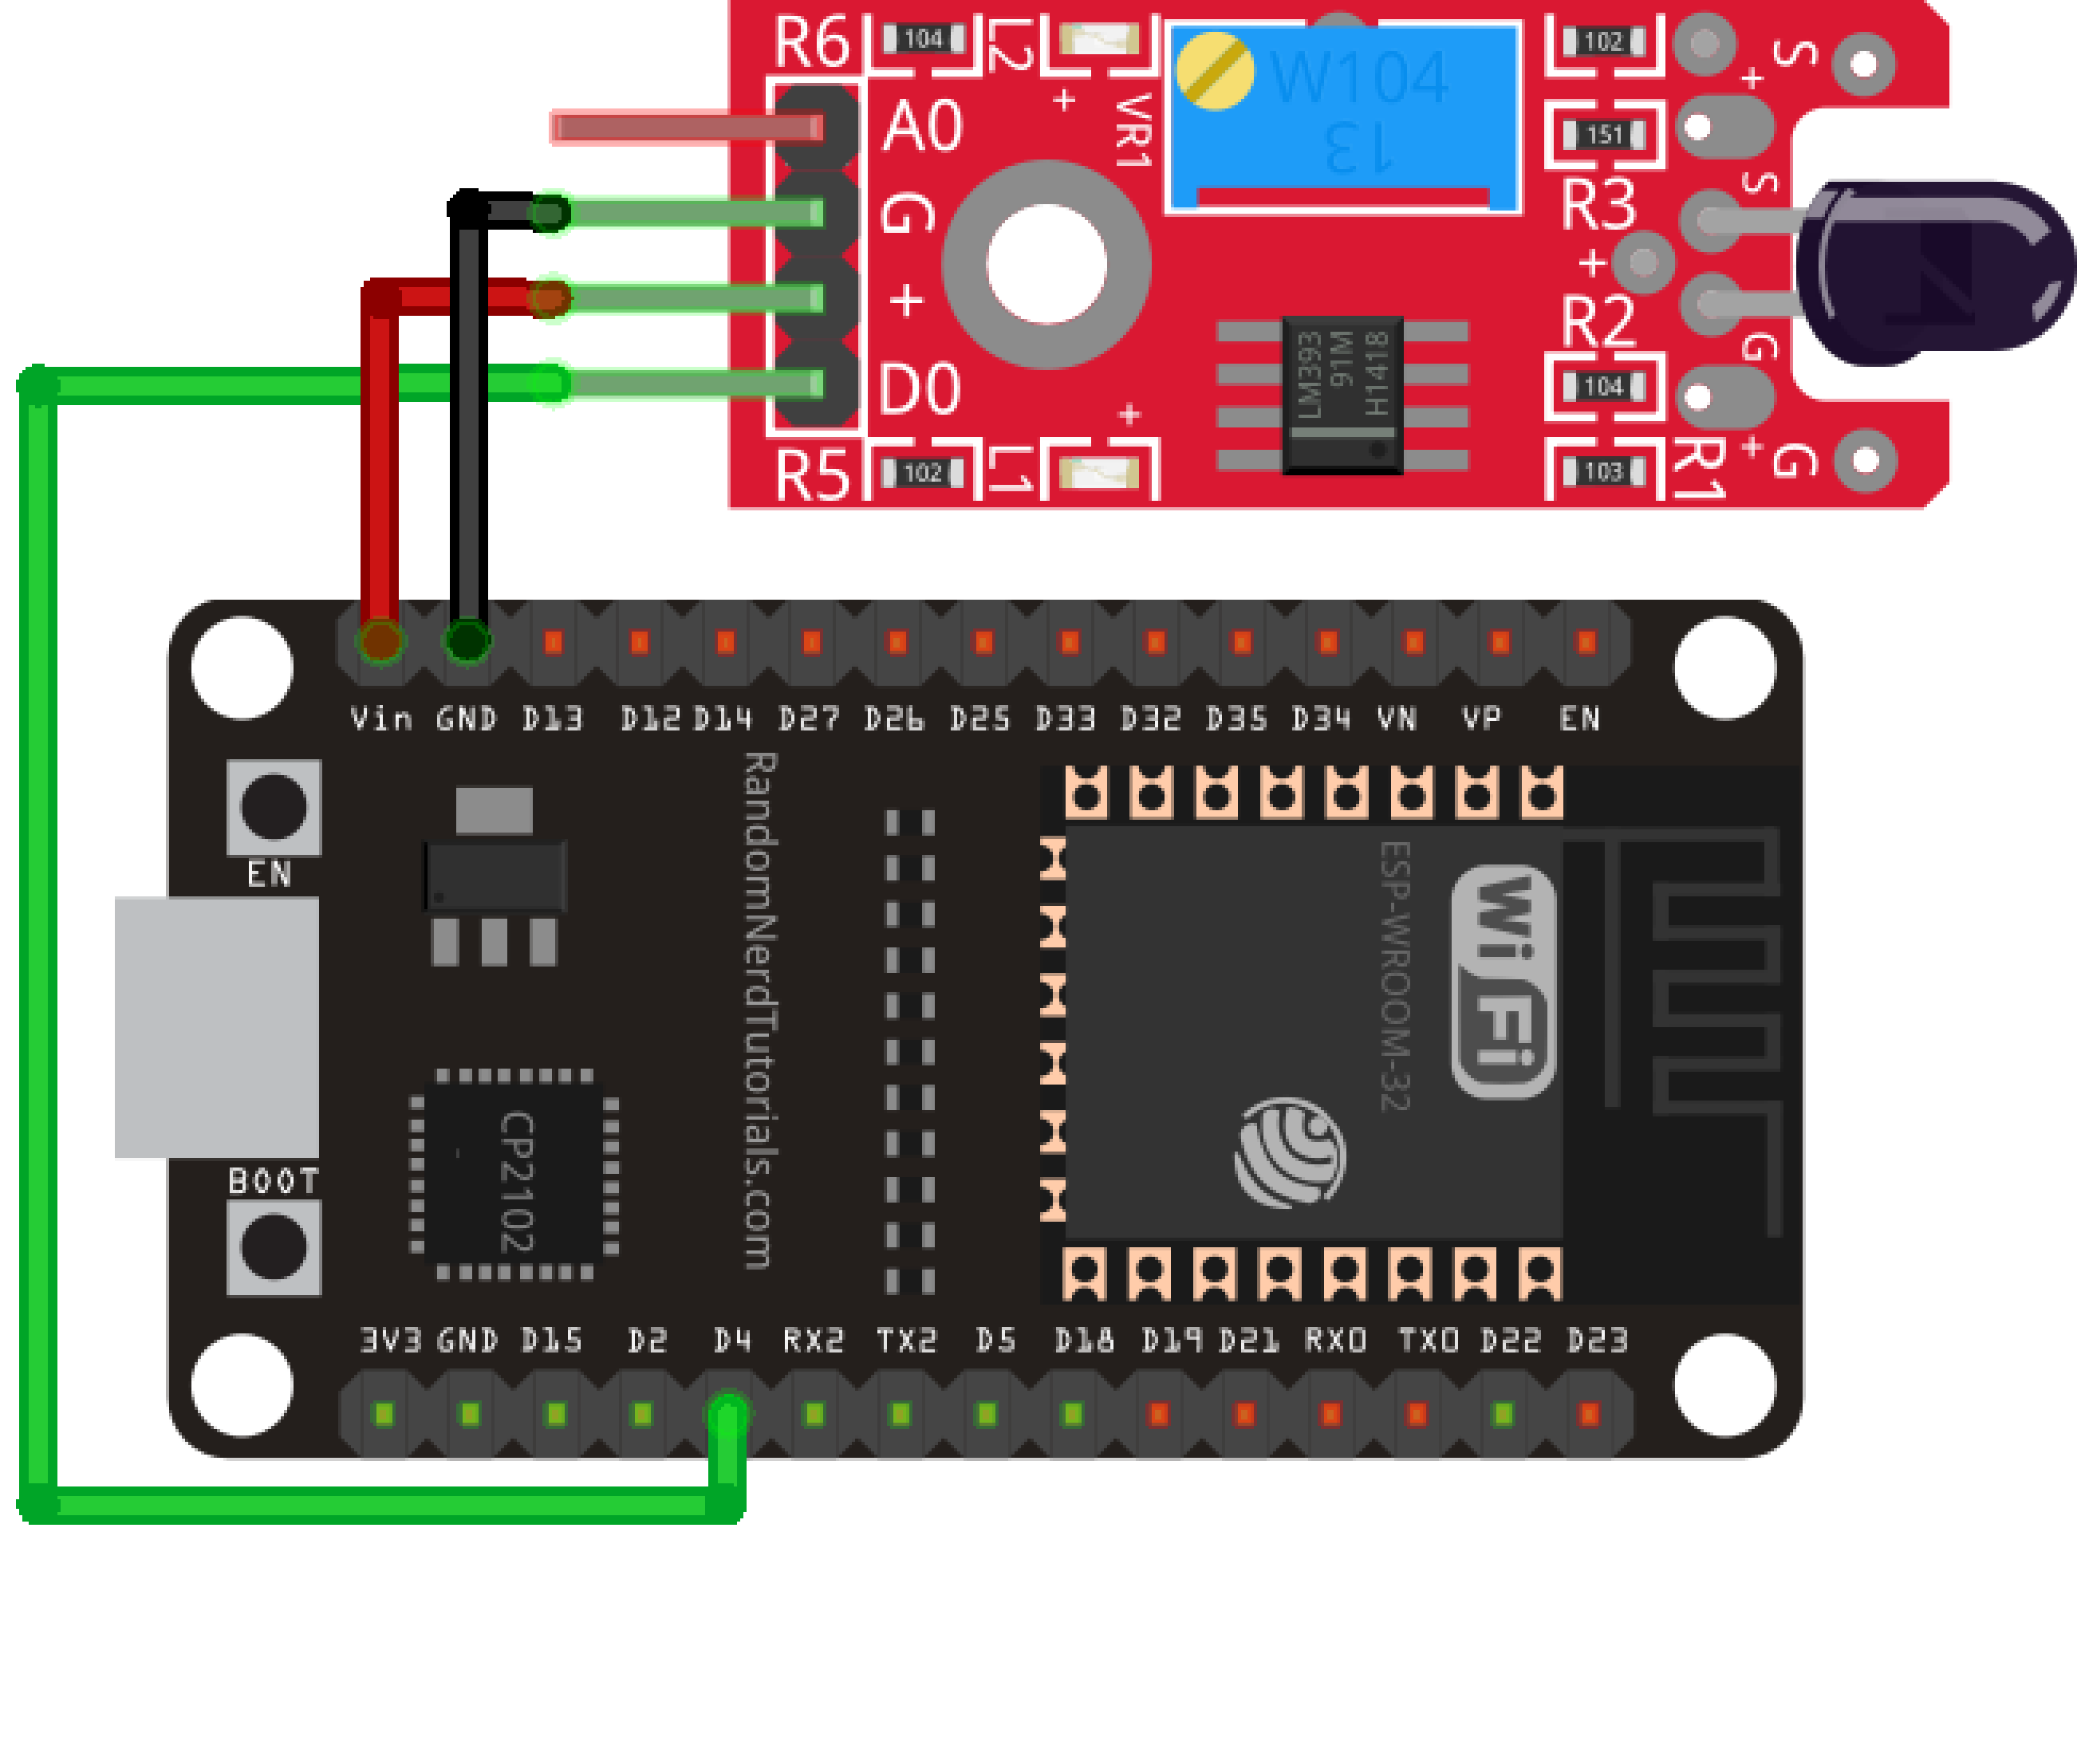 R6 104 L2 102 S
+
A0 + VR1 W104
13 151
S
G R3
+ + R2
G
D0 LM393 91M H1418 104
+
R5 102 L1 103 R1 + G
Vin GND D13 D12 D14 D27 D26 D25 D33 D32 D35 D34 VN VP EN
EN
RandomNerdTutorials.com
ESP-WROOM-32
WiFi
CP2102
BOOT
3V3 GND D15 D2 D4 RX2 TX2 D5 D18 D19 D21 RX0 TX0 D22 D23